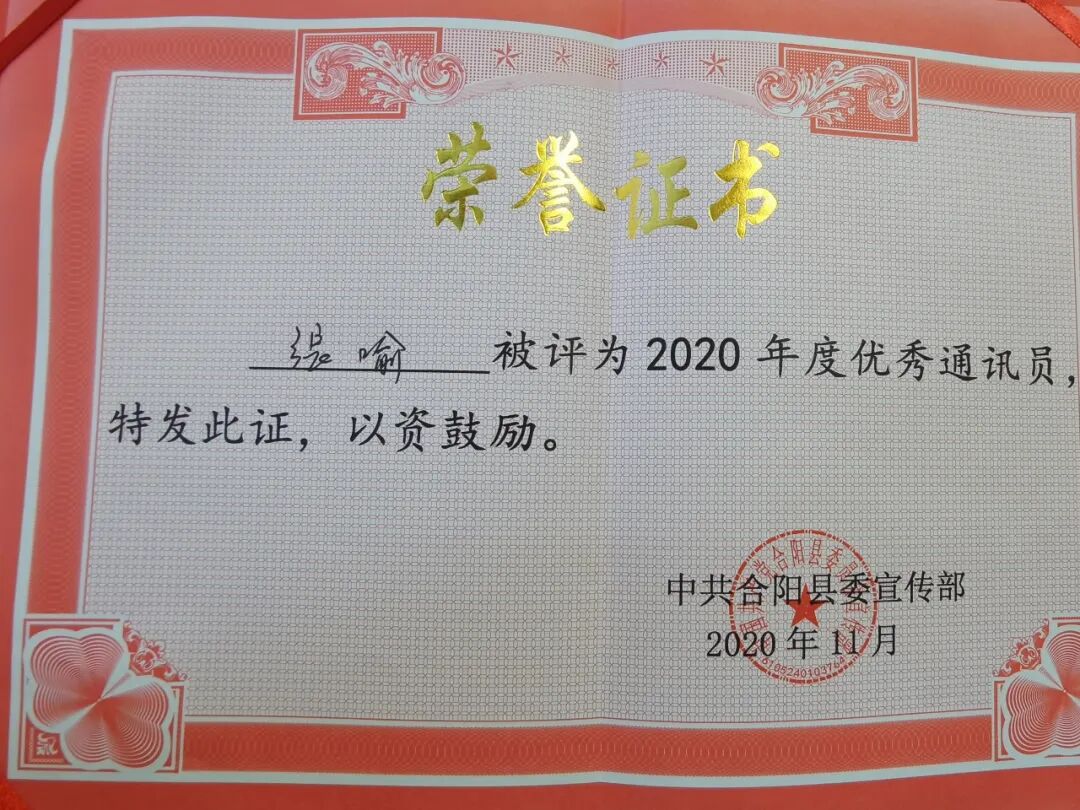 荣誉证书
喻 被评为2020年度优秀通讯员，
特发此证，以资鼓励。
中共合阳县委宣传部
2020年11月